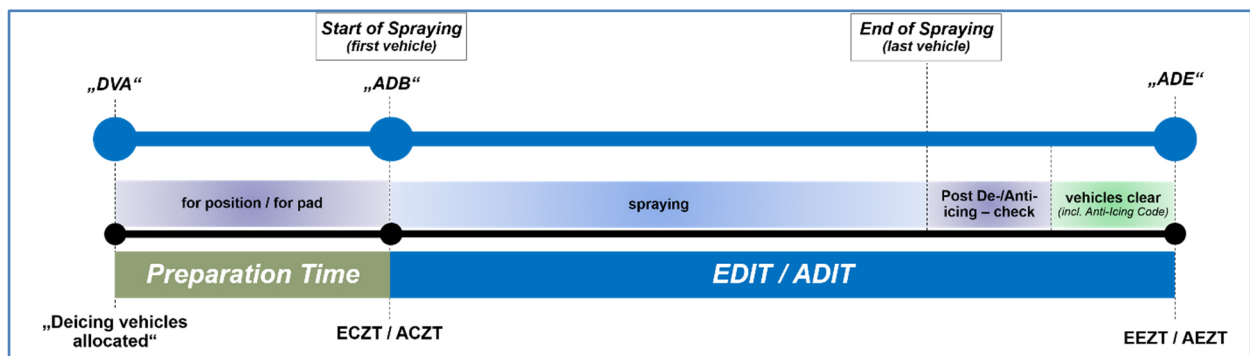 Start of Spraying
(first vehicle)
End of Spraying
(last vehicle)
„DVA“
„ADB“
„ADE“
for position / for pad
spraying
Post De-/Anti-
icing – check
vehicles clear
(incl. Anti-Icing Code)
Preparation Time
EDIT / ADIT
„Deicing vehicles
allocated“
ECZT / ACZT
EEZT / AEZT